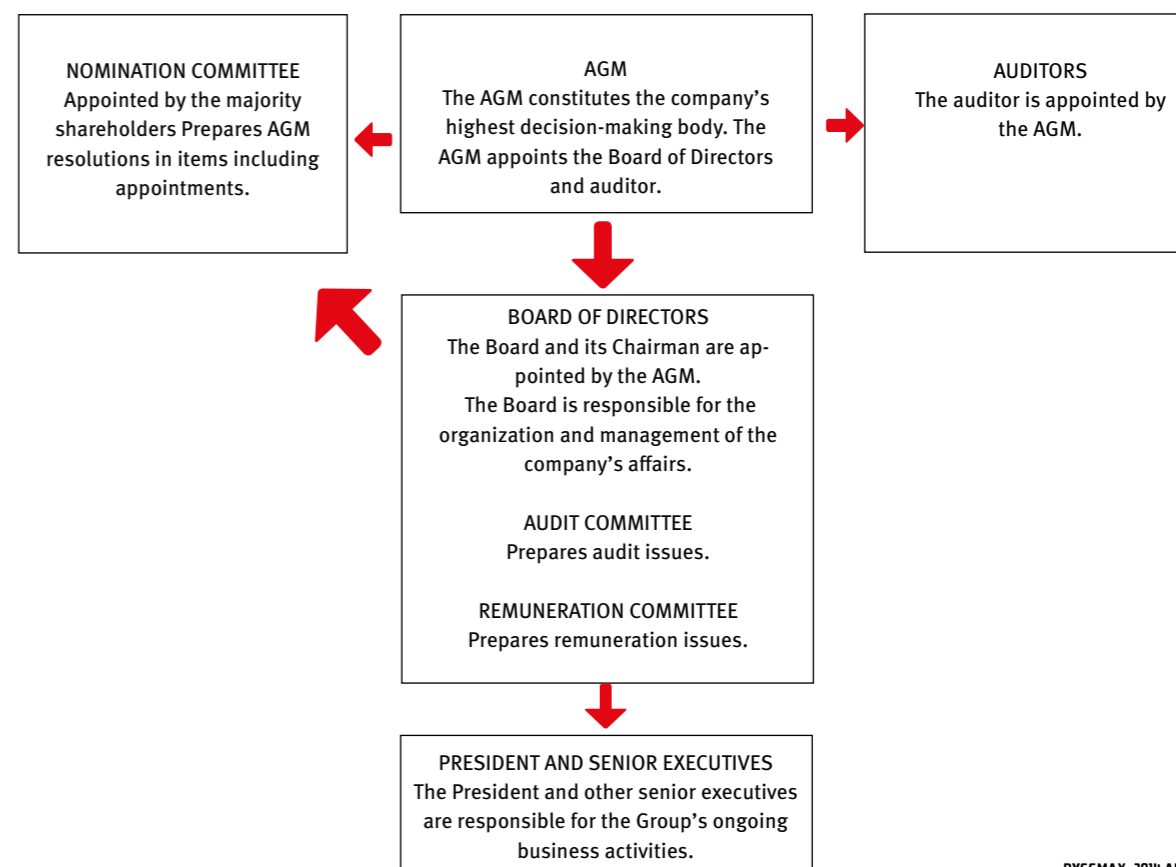 NOMINATION COMMITTEE
Appointed by the majority
shareholders Prepares AGM
resolutions in items including
appointments.
AGM
The AGM constitutes the company’s
highest decision-making body. The
AGM appoints the Board of Directors
and auditor.
AUDITORS
The auditor is appointed by
the AGM.
BOARD OF DIRECTORS
The Board and its Chairman are ap-
pointed by the AGM.
The Board is responsible for the
organization and management of the
company’s affairs.
AUDIT COMMITTEE
Prepares audit issues.
REMUNERATION COMMITTEE
Prepares remuneration issues.
PRESIDENT AND SENIOR EXECUTIVES
The President and other senior executives
are responsible for the Group’s ongoing
business activities.